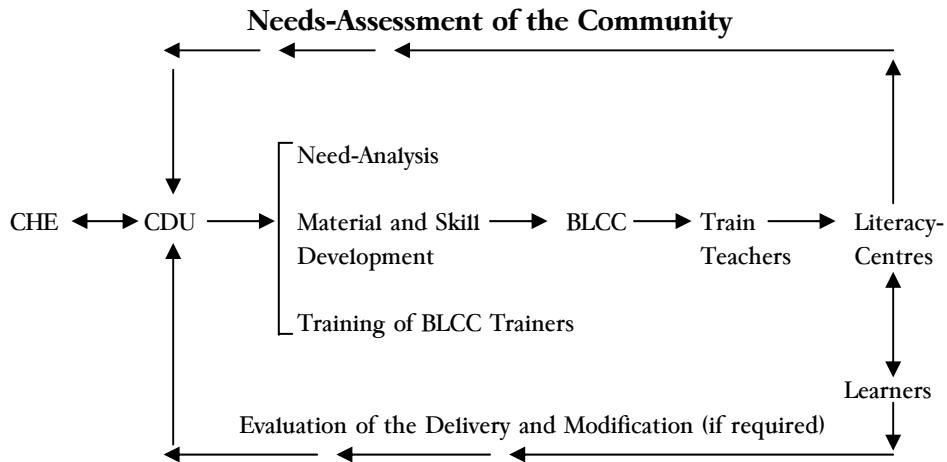 Needs-Assessment of the Community
Need-Analysis
CHE
CDU
Material and Skill
Development
BLCC
Train
Teachers
Literacy-
Centres
Training of BLCC Trainers
Learners
Evaluation of the Delivery and Modification (if required)